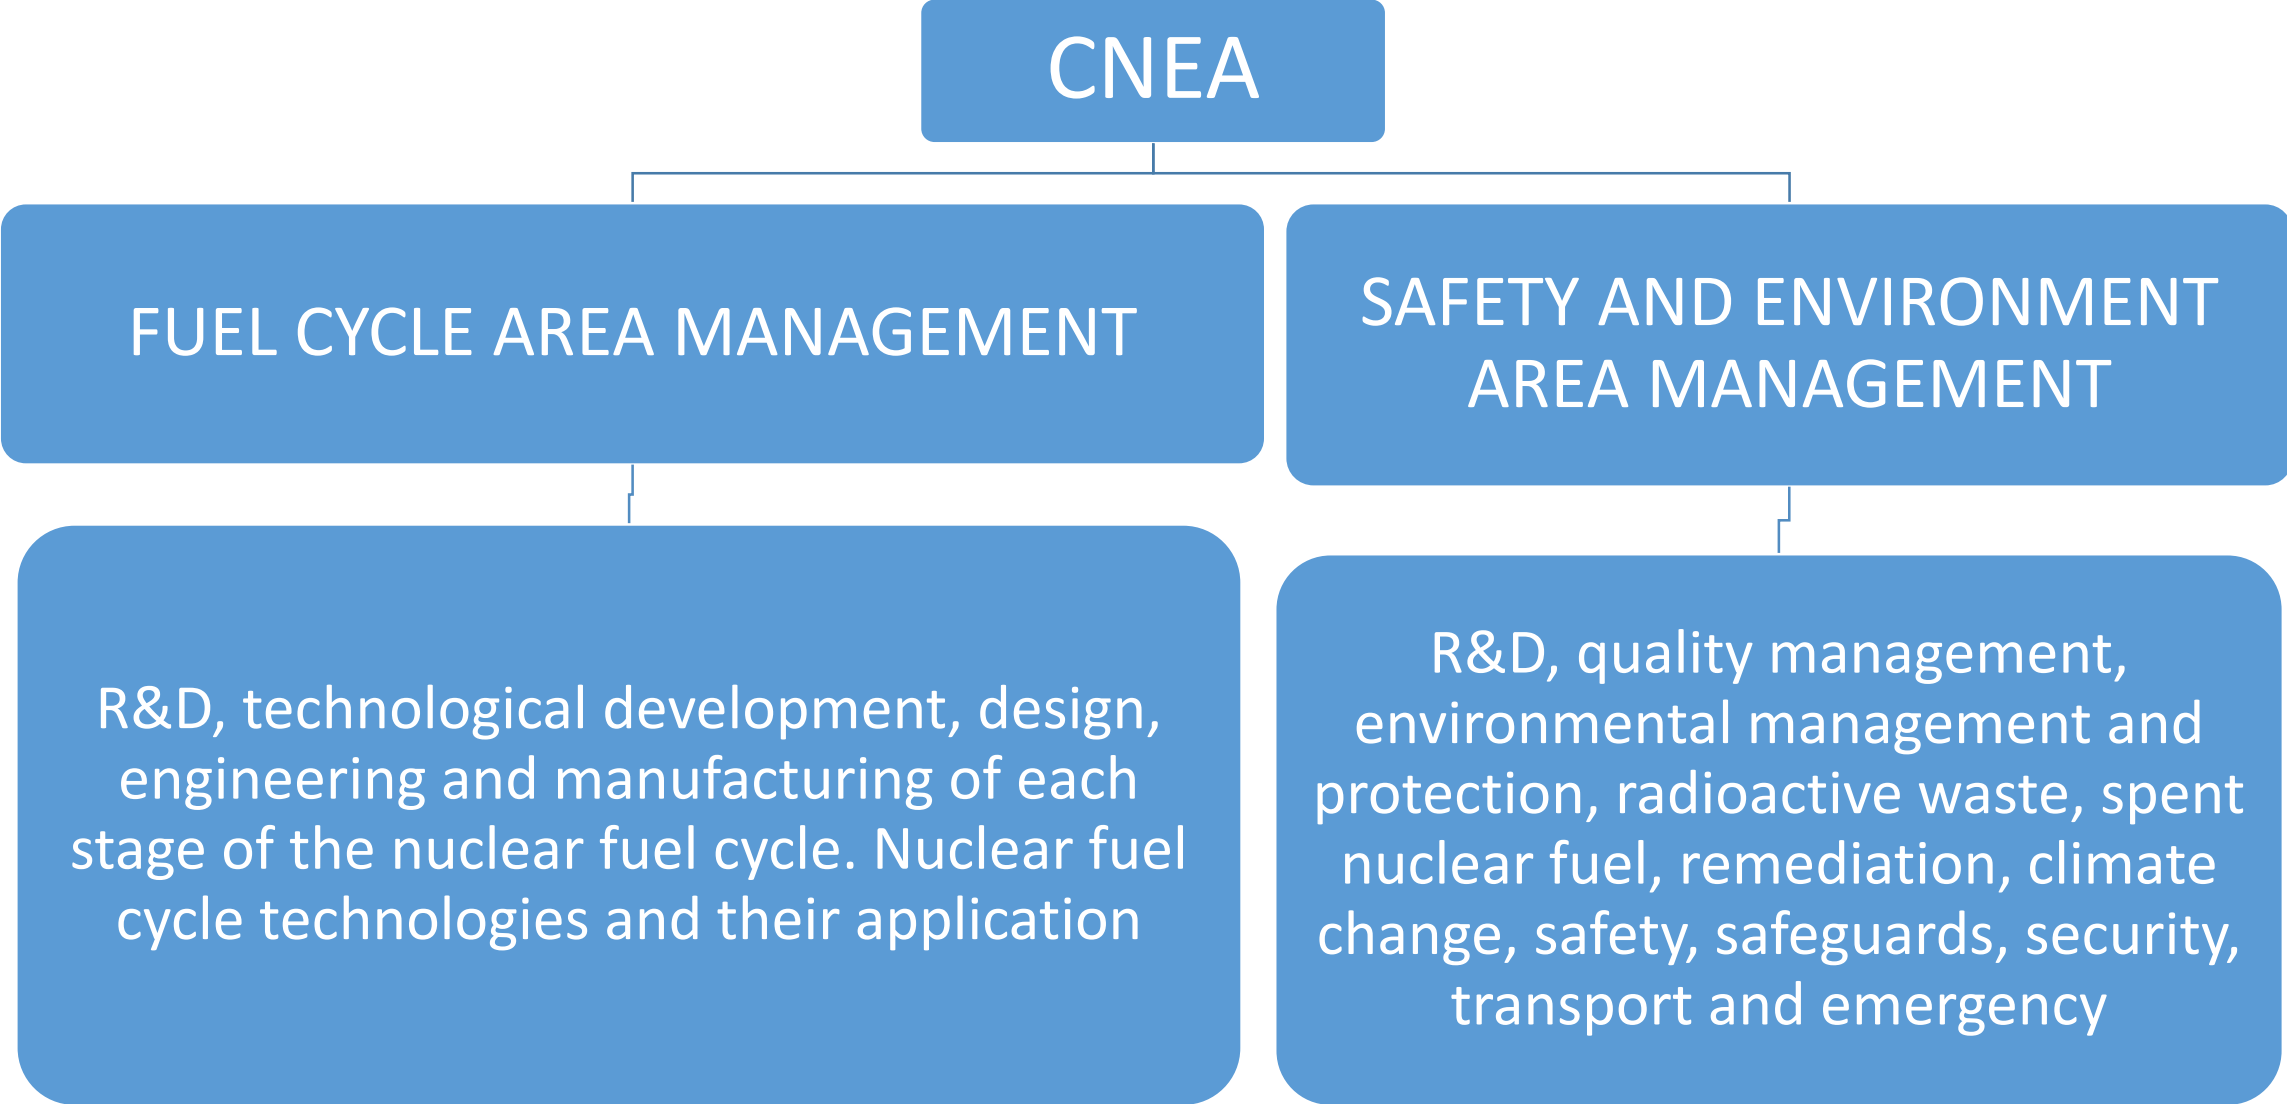 CNEA
FUEL CYCLE AREA MANAGEMENT
SAFETY AND ENVIRONMENT
AREA MANAGEMENT
R&D, technological development, design,
engineering and manufacturing of each
stage of the nuclear fuel cycle. Nuclear fuel
cycle technologies and their application
R&D, quality management,
environmental management and
protection, radioactive waste, spent
nuclear fuel, remediation, climate
change, safety, safeguards, security,
transport and emergency